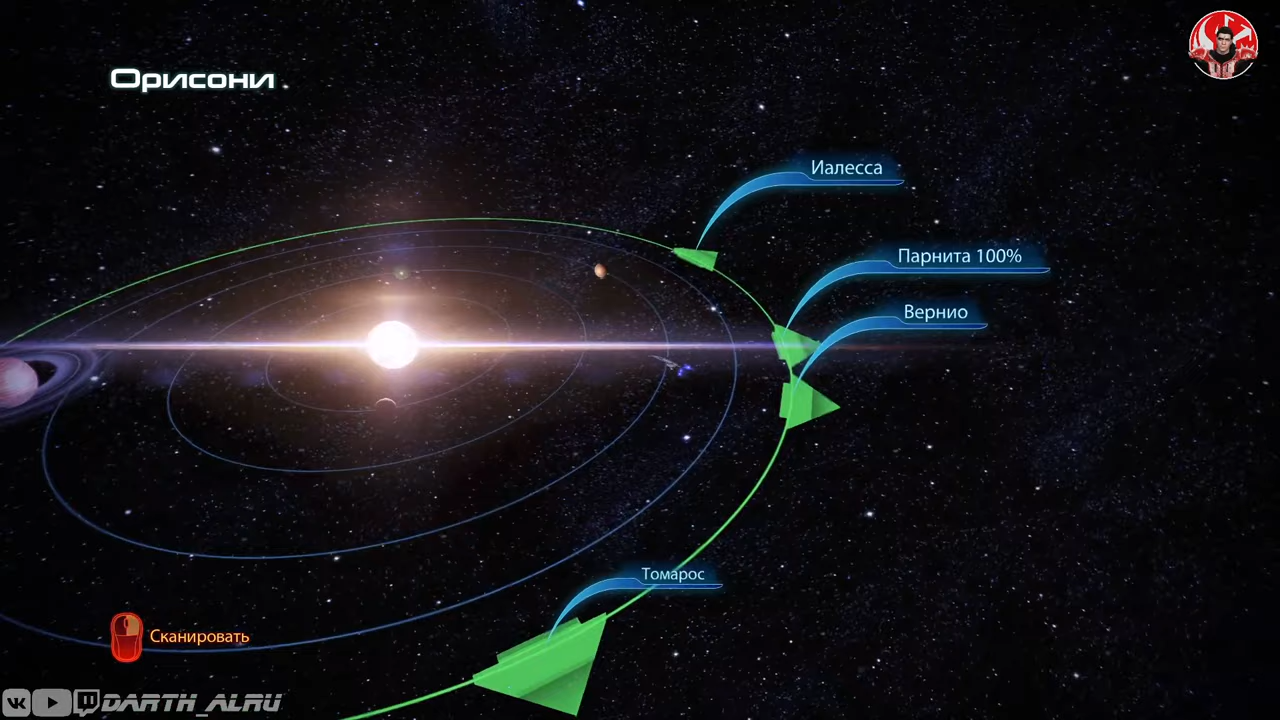 Орисони
Иалесса
Парнита 100%
Вернио
Томарос
Сканировать
DARTH_ALRU